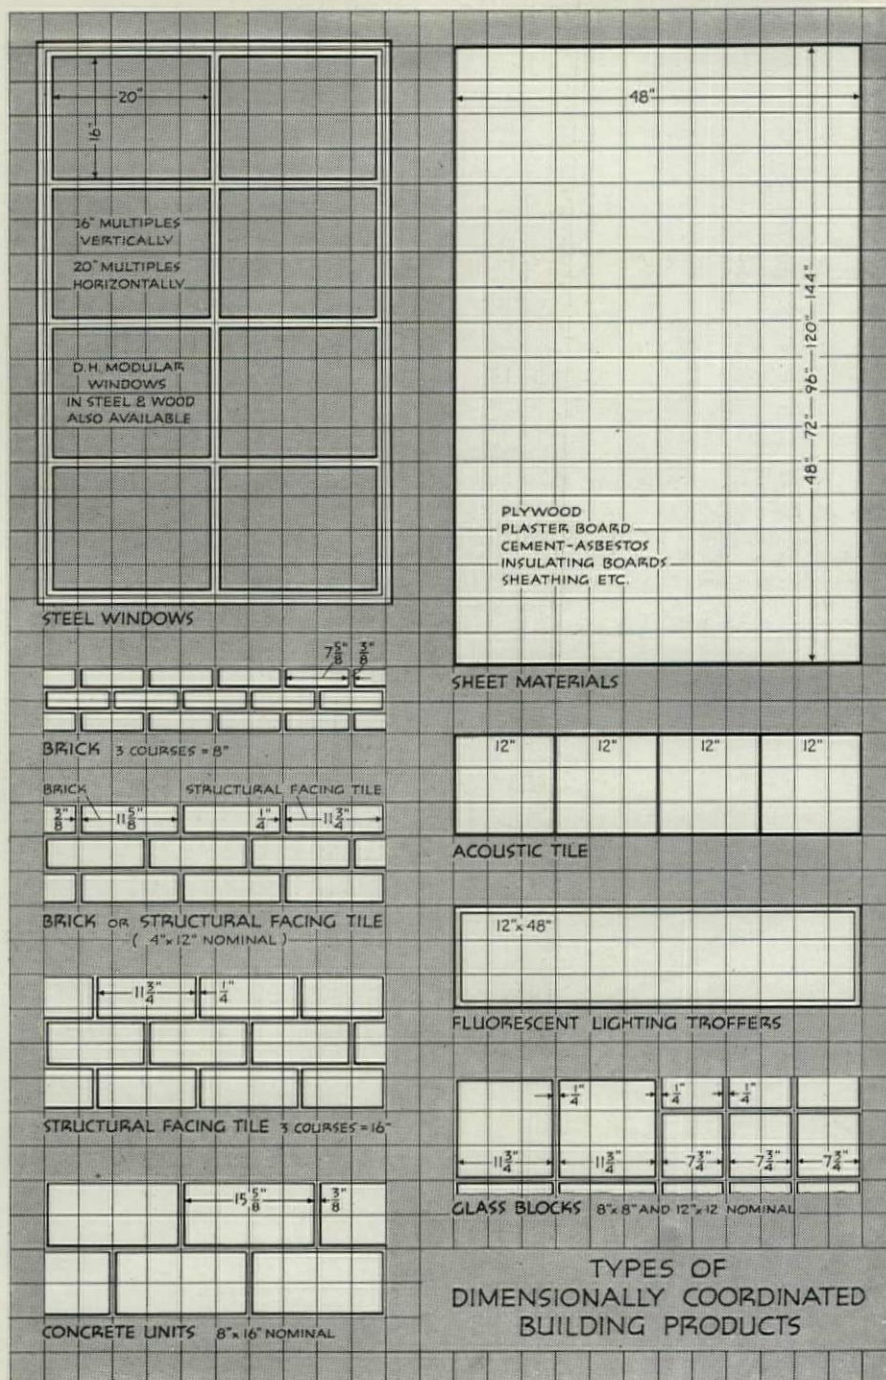 20"
16"
16" MULTIPLES
VERTICALLY
20" MULTIPLES
HORIZONTALLY
D.H. MODULAR
WINDOWS
IN STEEL & WOOD
ALSO AVAILABLE
STEEL WINDOWS
7 5/8" 3/8"
BRICK 3 COURSES = 8"
BRICK STRUCTURAL FACING TILE
3/8" 11 5/8" 1/4" 11 3/4"
BRICK OR STRUCTURAL FACING TILE
( 4" x 12" NOMINAL )
11 3/4" 1/4"
STRUCTURAL FACING TILE 3 COURSES = 16"
15 5/8" 3/8"
CONCRETE UNITS 8" x 16" NOMINAL
48"
48" 72" 96" 120" 144"
PLYWOOD
PLASTER BOARD
CEMENT-ASBESTOS
INSULATING BOARDS
SHEATHING ETC.
SHEET MATERIALS
12" 12" 12" 12"
ACOUSTIC TILE
12" x 48"
FLUORESCENT LIGHTING TROFFERS
1/4" 1/4" 1/4"
11 3/4" 11 3/4" 7 3/4" 7 3/4" 7 3/4"
GLASS BLOCKS 8" x 8" AND 12" x 12 NOMINAL
TYPES OF
DIMENSIONALLY COORDINATED
BUILDING PRODUCTS